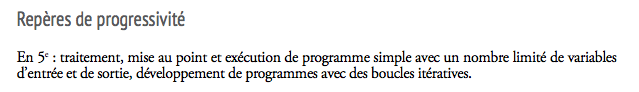 Repères de progressivité
En 5e : traitement, mise au point et exécution de programme simple avec un nombre limité de variables
d’entrée et de sortie, développement de programmes avec des boucles itératives.